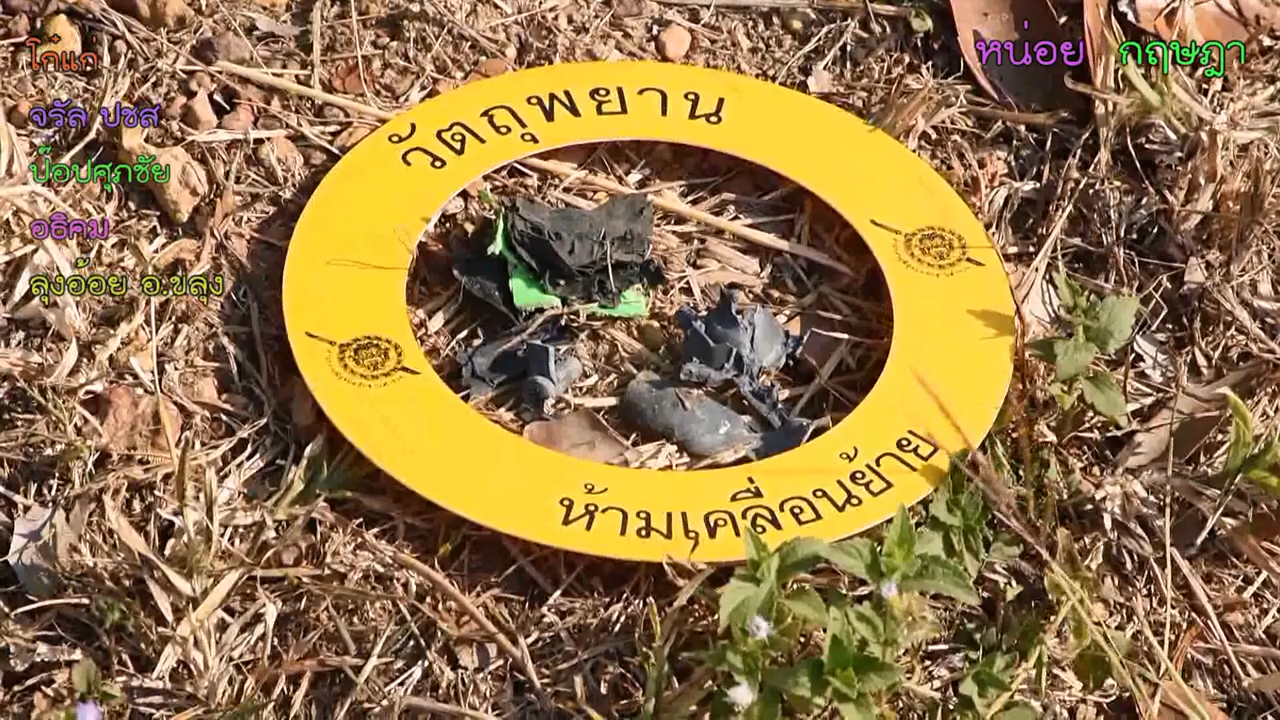 โก๋แก่
จรัล ปชส
ป๊อปศุภชัย
อธิคม
ลุงอ้อย อ.ขลุง
หน่อย กฤษฎา
วัตถุพยาน
ห้ามเคลื่อนย้าย